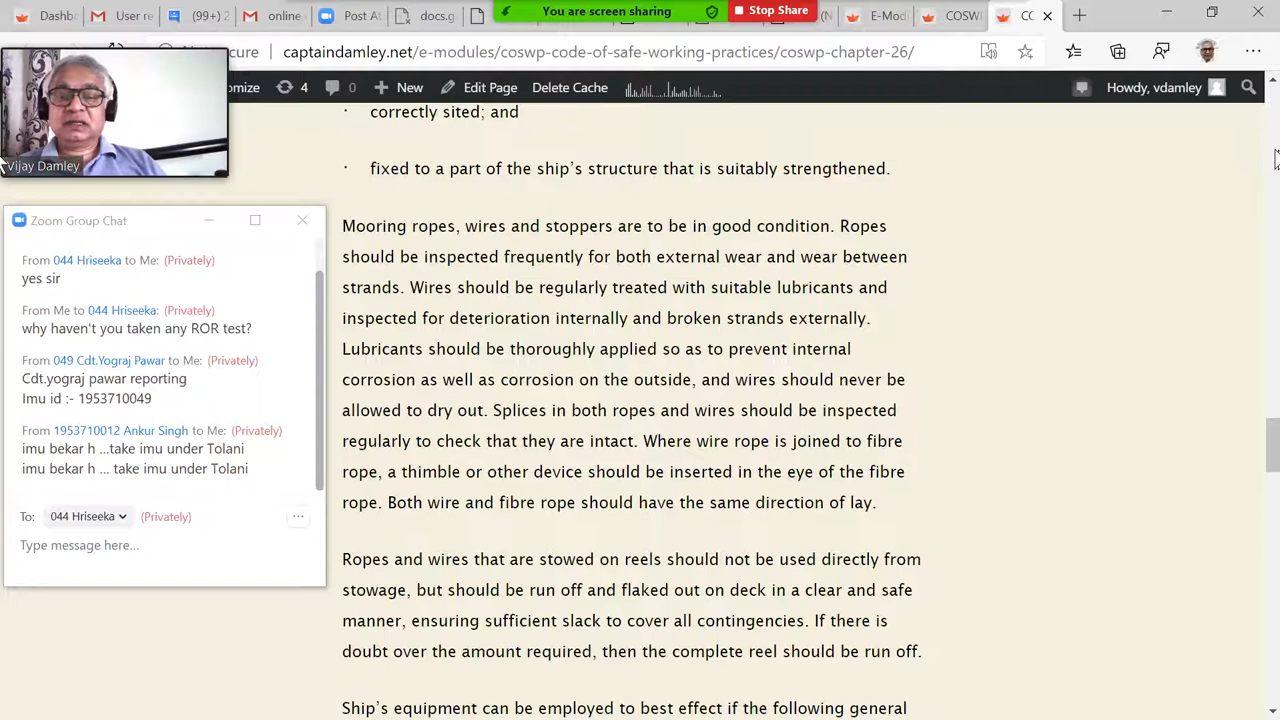 Dashbo
User re
(99+) 2
online
Post At
docs.g
You are screen sharing
Stop Share
E-Mod
COSW
CC
cure
captaindamley.net/e-modules/coswp-code-of-safe-working-practices/coswp-chapter-26/
omize
4
0
New
Edit Page
Delete Cache
Howdy, vdamley
Vijay Damley
Zoom Group Chat
From 044 Hriseeka to Me: (Privately)
yes sir
From Me to 044 Hriseeka: (Privately)
why haven't you taken any ROR test?
From 049 Cdt.Yograj Pawar to Me: (Privately)
Cdt.yograj pawar reporting
Imu id :- 1953710049
From 1953710012 Ankur Singh to Me: (Privately)
imu bekar h ...take imu under Tolani
imu bekar h ... take imu under Tolani
To: 044 Hriseeka (Privately)
Type message here...
· correctly sited; and
· fixed to a part of the ship's structure that is suitably strengthened.
Mooring ropes, wires and stoppers are to be in good condition. Ropes
should be inspected frequently for both external wear and wear between
strands. Wires should be regularly treated with suitable lubricants and
inspected for deterioration internally and broken strands externally.
Lubricants should be thoroughly applied so as to prevent internal
corrosion as well as corrosion on the outside, and wires should never be
allowed to dry out. Splices in both ropes and wires should be inspected
regularly to check that they are intact. Where wire rope is joined to fibre
rope, a thimble or other device should be inserted in the eye of the fibre
rope. Both wire and fibre rope should have the same direction of lay.
Ropes and wires that are stowed on reels should not be used directly from
stowage, but should be run off and flaked out on deck in a clear and safe
manner, ensuring sufficient slack to cover all contingencies. If there is
doubt over the amount required, then the complete reel should be run off.
Ship's equipment can be employed to best effect if the following general